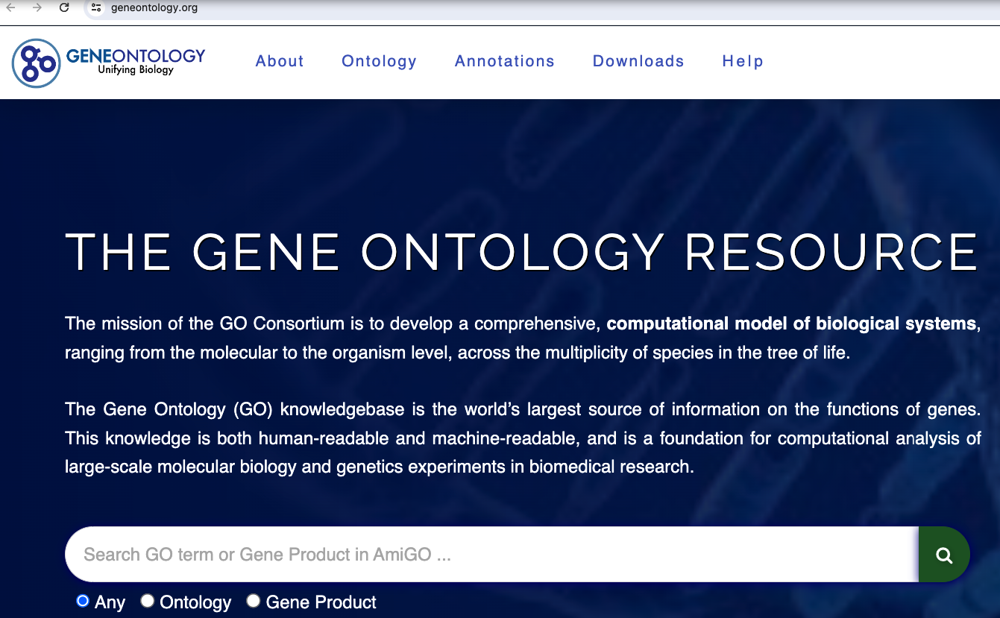 geneontology.org
GENEONTOLOGY
Unifying Biology
About Ontology Annotations Downloads Help
THE GENE ONTOLOGY RESOURCE
The mission of the GO Consortium is to develop a comprehensive, computational model of biological systems,
ranging from the molecular to the organism level, across the multiplicity of species in the tree of life.
The Gene Ontology (GO) knowledgebase is the world’s largest source of information on the functions of genes.
This knowledge is both human-readable and machine-readable, and is a foundation for computational analysis of
large-scale molecular biology and genetics experiments in biomedical research.
Search GO term or Gene Product in AmiGO ...
Any Ontology Gene Product